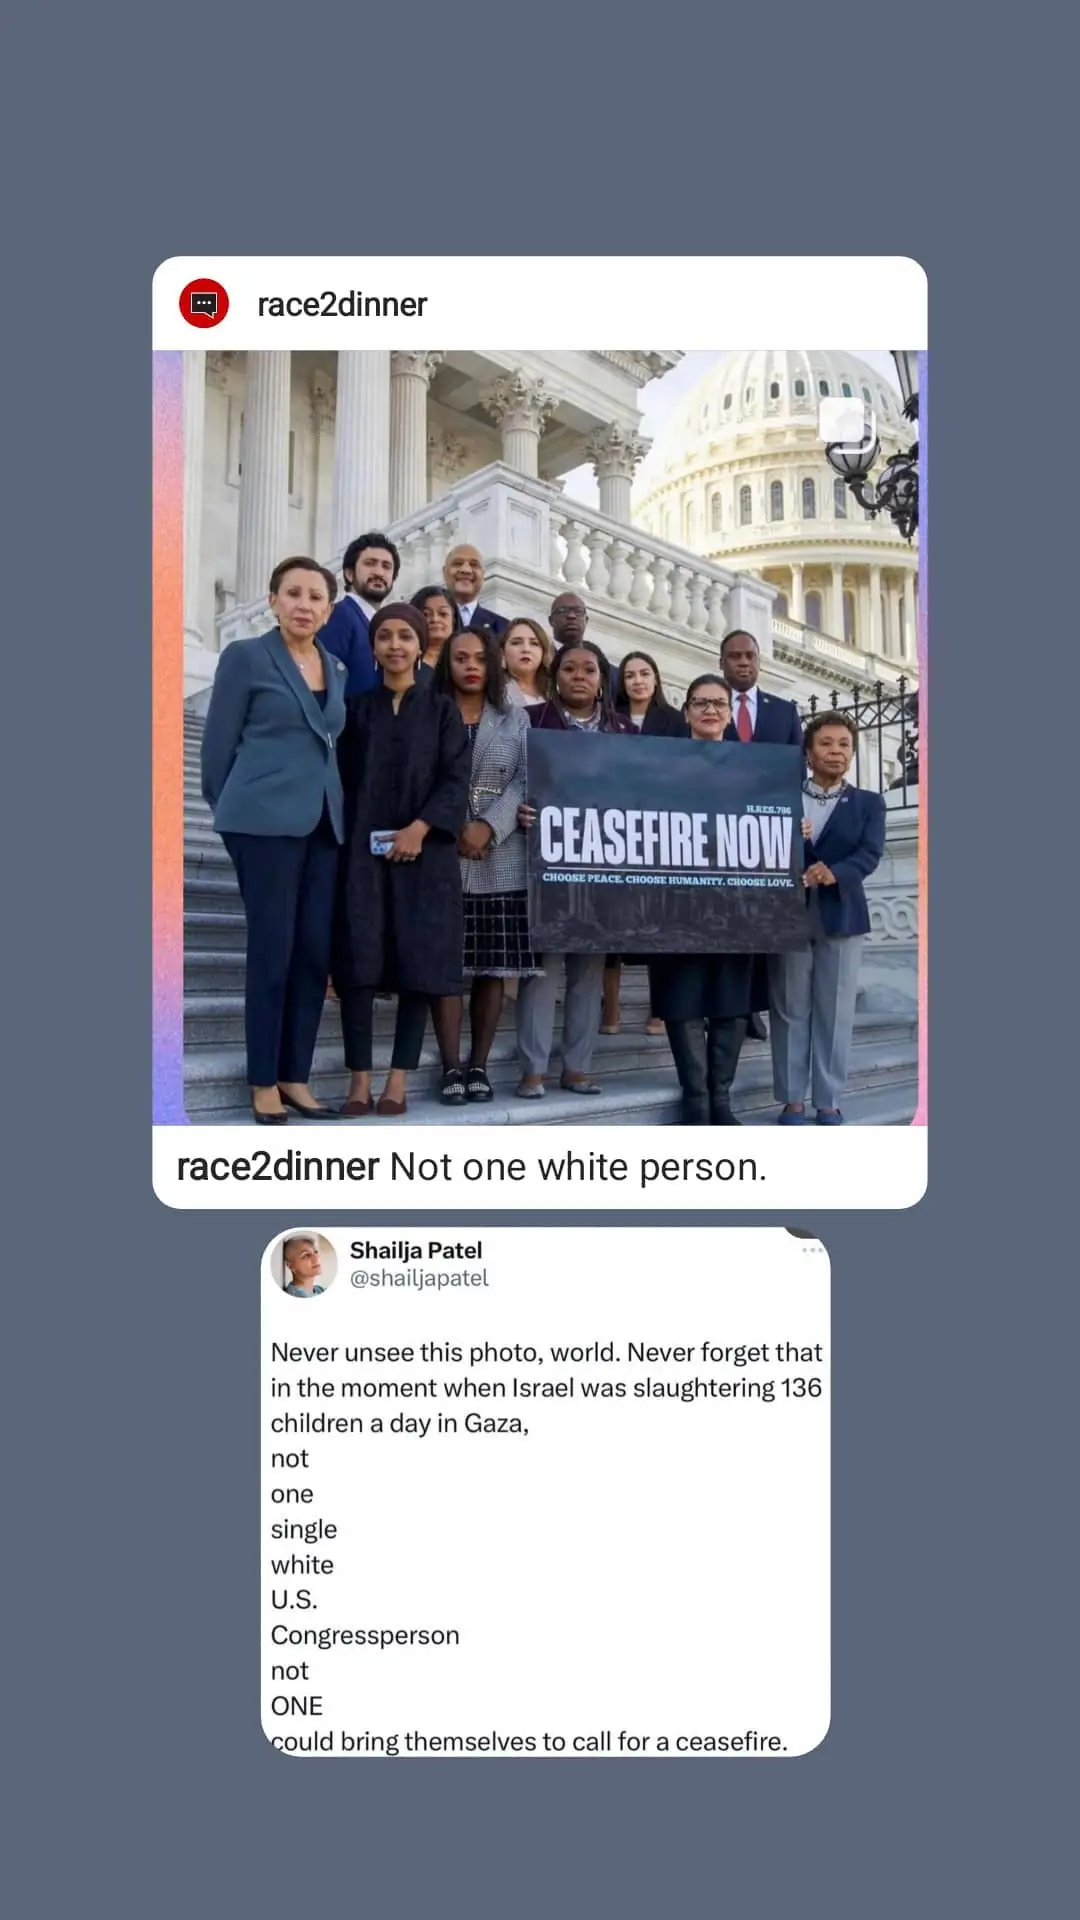 race2dinner
H.RES.786
CEASEFIRE NOW
CHOOSE PEACE. CHOOSE HUMANITY. CHOOSE LOVE.
race2dinner Not one white person.
Shailja Patel
@shailjapatel
Never unsee this photo, world. Never forget that
in the moment when Israel was slaughtering 136
children a day in Gaza,
not
one
single
white
U.S.
Congressperson
not
ONE
could bring themselves to call for a ceasefire.